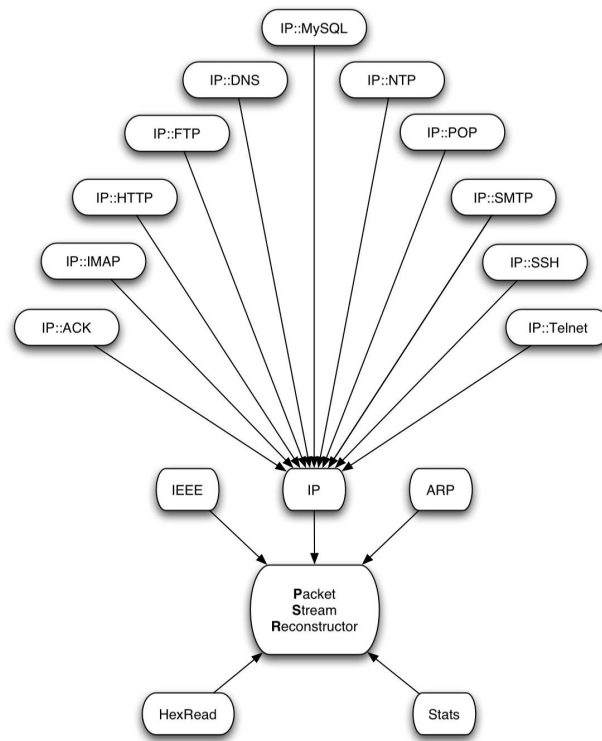 IP::MySQL
IP::DNS
IP::NTP
IP::FTP
IP::POP
IP::HTTP
IP::SMTP
IP::IMAP
IP::SSH
IP::ACK
IP::Telnet
IEEE
IP
ARP
Packet
Stream
Reconstructor
HexRead
Stats